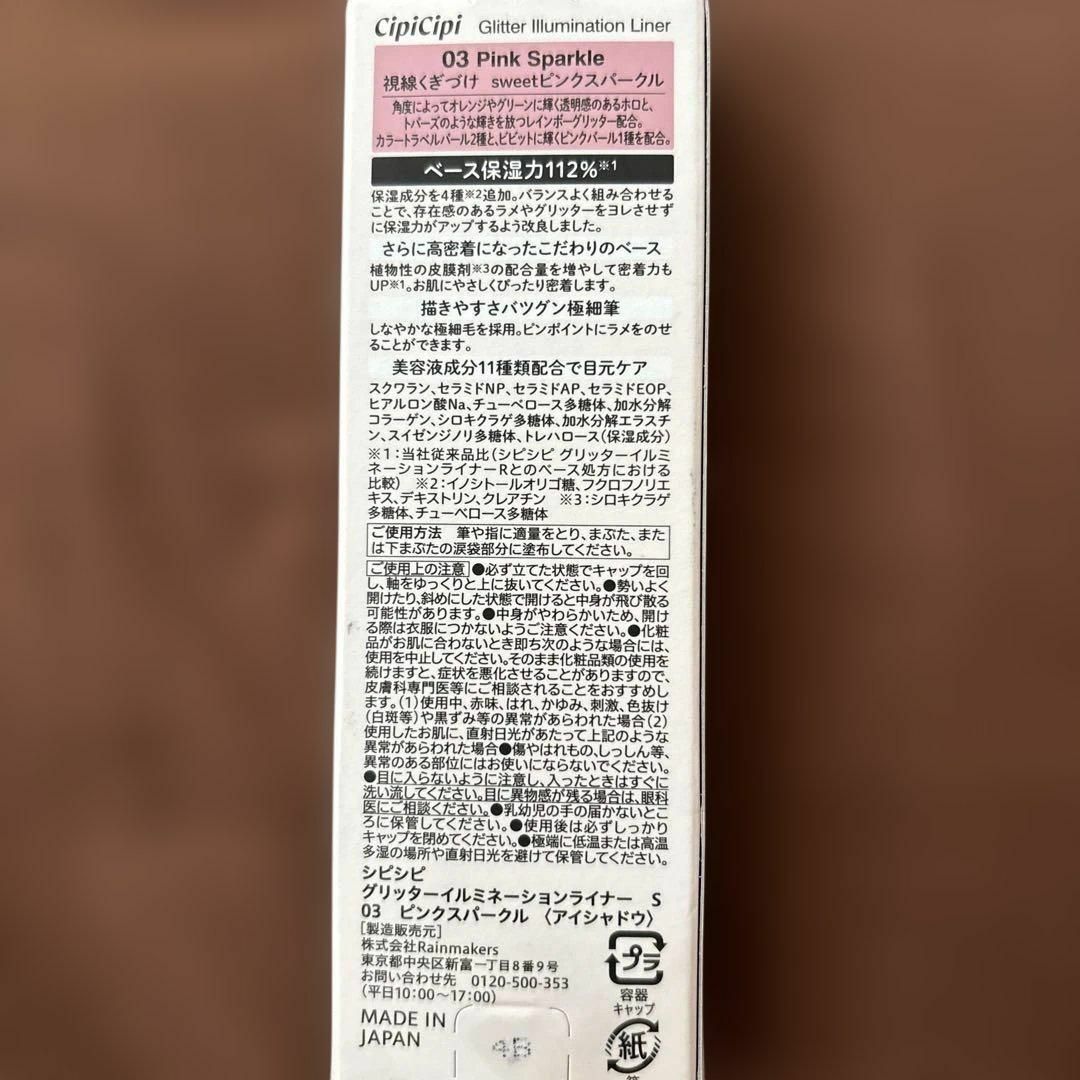 CipiCipi Glitter Illumination Liner
03 Pink Sparkle
視線くぎづけ sweetピンクスパークル
角度によってオレンジやグリーンに輝く透明感のあるホロと、
トパーズのような輝きを放つレインボーグリッター配合。
カラートラベルパール2種と、ビビットに輝くピンクパール1種を配合。
ベース保湿力112%※1
保湿成分を4種※2追加。バランスよく組み合わせる
ことで、存在感のあるラメやグリッターをヨレさせず
に保湿力がアップするよう改良しました。
さらに高密着になったこだわりのベース
植物性の皮膜剤※3の配合量を増やして密着力も
UP※1。お肌にやさしくぴったり密着します。
描きやすさバツグン極細筆
しなやかな極細毛を採用。ピンポイントにラメをのせ
ることができます。
美容液成分11種類配合で目元ケア
スクワラン、セラミドNP、セラミドAP、セラミドEOP、
ヒアルロン酸Na、チューベロース多糖体、加水分解
コラーゲン、シロキクラゲ多糖体、加水分解エラスチ
ン、スイゼンジノリ多糖体、トレハロース（保湿成分）
※1：当社従来品比（シピシピ グリッターイルミ
ネーションライナーRとのベース処方における
比較） ※2：イノシトールオリゴ糖、フクロフノリエ
キス、デキストリン、クレアチン ※3：シロキクラゲ
多糖体、チューベロース多糖体
ご使用方法 筆や指に適量をとり、まぶた、また
は下まぶたの涙袋部分に塗布してください。
ご使用上の注意 ●必ず立てた状態でキャップを回
し、軸をゆっくりと上に抜いてください。●勢いよく
開けたり、斜めにした状態で開けると中身が飛び散る
可能性があります。●中身がやわらかいため、開け
る際は衣服につかないようご注意ください。●化粧
品がお肌に合わないとき即ち次のような場合には、
使用を中止してください。そのまま化粧品類の使用を
続けますと、症状を悪化させることがありますので、
皮膚科専門医等にご相談されることをおすすめし
ます。（1）使用中、赤味、はれ、かゆみ、刺激、色抜け
（白斑等）や黒ずみ等の異常があらわれた場合（2）
使用したお肌に、直射日光があたって上記のような
異常があらわれた場合●傷やはれもの、しっしん等、
異常のある部位にはお使いにならないでください。
●目に入らないように注意し、入ったときはすぐに
洗い流してください。目に異物感が残る場合は、眼科
医にご相談ください。●乳幼児の手の届かないとこ
ろに保管してください。●使用後は必ずしっかり
キャップを閉めてください。●極端に低温または高温
多湿の場所や直射日光を避けて保管してください。
シピシピ
グリッターイルミネーションライナー S
03 ピンクスパークル 〈アイシャドウ〉
[製造販売元]
株式会社Rainmakers
東京都中央区新富一丁目8番9号
お問い合わせ先 0120-500-353
（平日10:00～17:00）
MADE IN
JAPAN
4B
プラ
容器
キャップ
紙